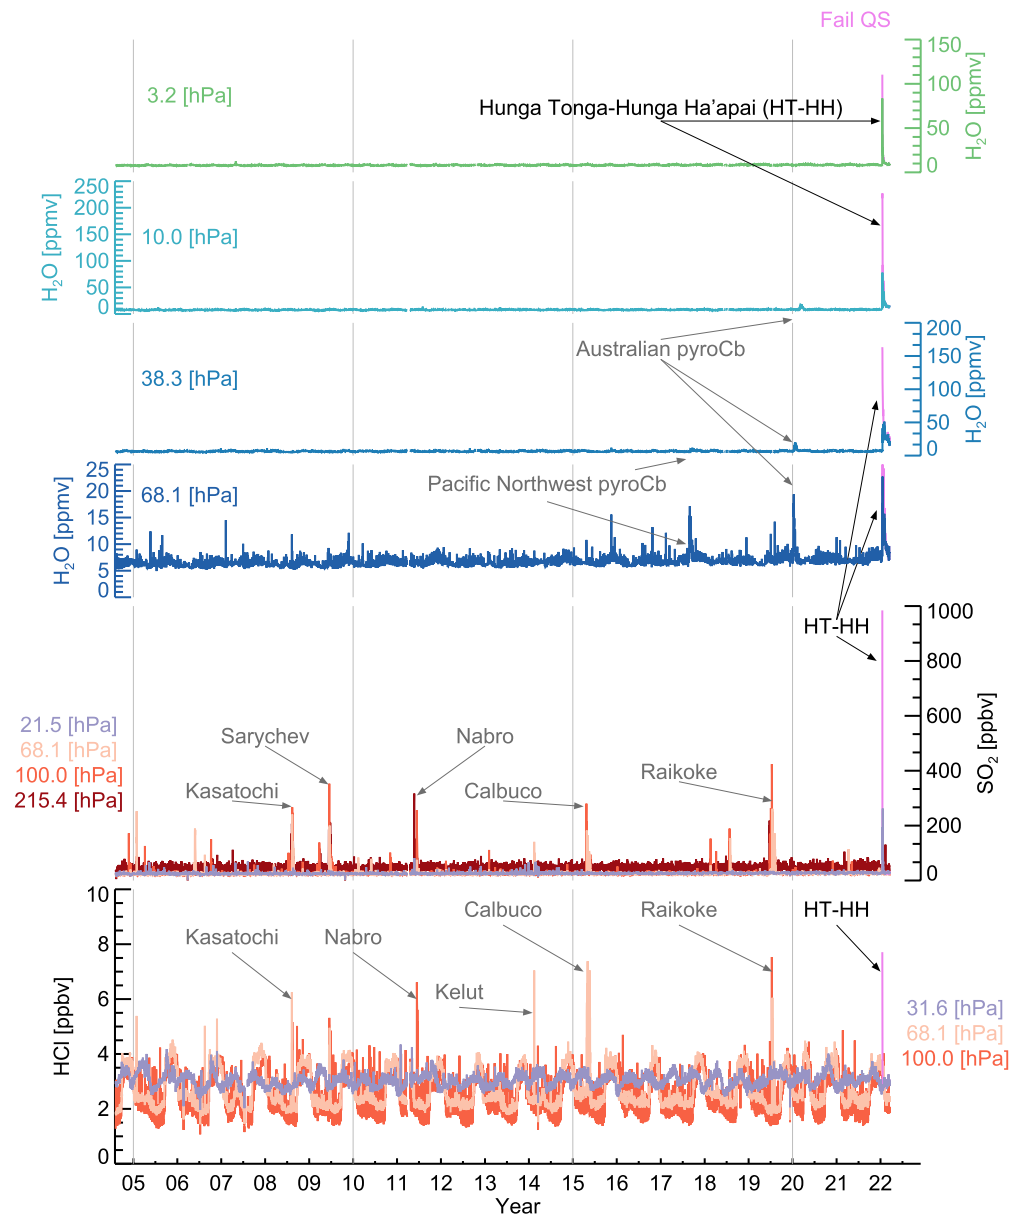 Fail QS
3.2 [hPa]
150
100
50
0
H₂O [ppmv]
Hunga Tonga-Hunga Ha'apai (HT-HH)
250
200
150
100
50
0
H₂O [ppmv]
10.0 [hPa]
38.3 [hPa]
Australian pyroCb
200
150
100
50
0
H₂O [ppmv]
25
20
15
10
5
0
H₂O [ppmv]
68.1 [hPa]
Pacific Northwest pyroCb
HT-HH
1000
800
600
400
200
0
SO₂ [ppbv]
21.5 [hPa]
68.1 [hPa]
100.0 [hPa]
215.4 [hPa]
Sarychev
Nabro
Kasatochi
Calbuco
Raikoke
10
8
6
4
2
0
HCl [ppbv]
Calbuco
Raikoke
HT-HH
Kasatochi
Nabro
Kelut
31.6 [hPa]
68.1 [hPa]
100.0 [hPa]
05 06 07 08 09 10 11 12 13 14 15 16 17 18 19 20 21 22
Year